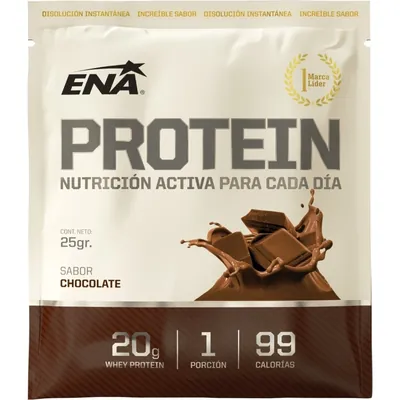 DISOLUCIÓN INSTANTÁNEA INCREÍBLE SABOR DISOLUCIÓN INSTANTÁNEA INCREÍBLE SABOR
ENA®
1 Marca
Líder
PROTEIN
NUTRICIÓN ACTIVA PARA CADA DÍA
CONT. NETO:
25gr.
SABOR
CHOCOLATE
20g 1 99
WHEY PROTEIN PORCIÓN CALORÍAS